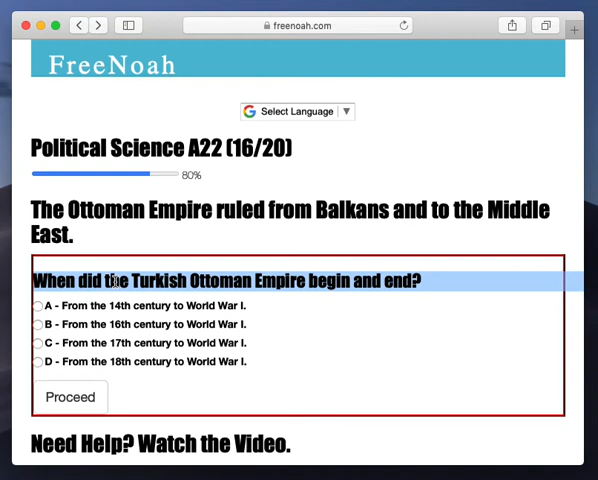 freenoah.com
FreeNoah
Select Language ▼
Political Science A22 (16/20)
80%
The Ottoman Empire ruled from Balkans and to the Middle
East.
When did the Turkish Ottoman Empire begin and end?
A - From the 14th century to World War I.
B - From the 16th century to World War I.
C - From the 17th century to World War I.
D - From the 18th century to World War I.
Proceed
Need Help? Watch the Video.